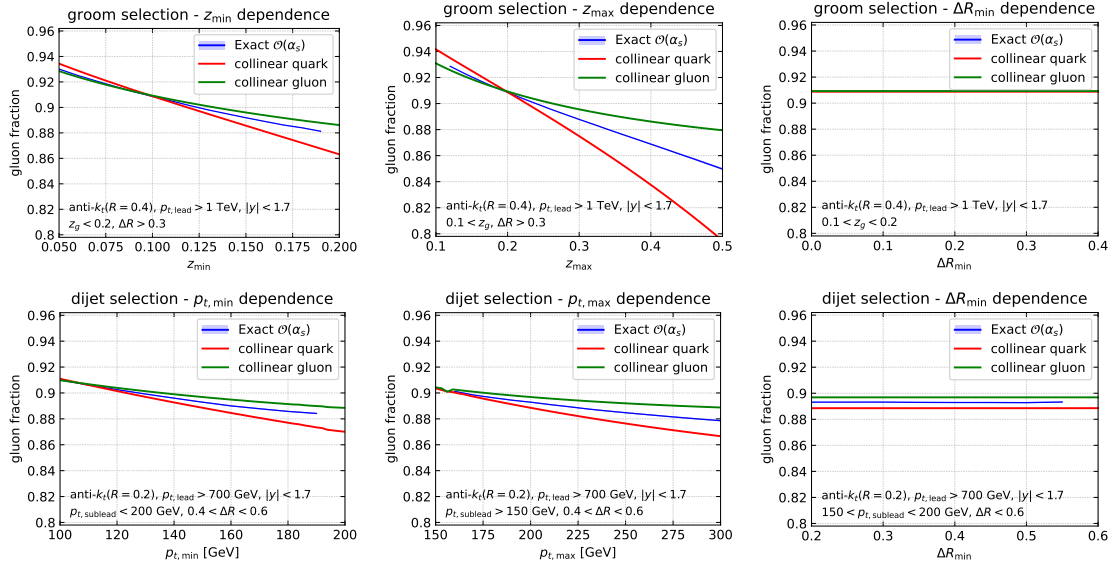 groom selection - z_min dependence
0.96
0.94
0.92
0.9
0.88
0.86
0.84
0.82
0.8
gluon fraction
Exact 𝒪(α_s)
collinear quark
collinear gluon
anti-k_t(R = 0.4), p_{t,lead} > 1 TeV, |y| < 1.7
z_g < 0.2, ΔR > 0.3
0.050 0.075 0.100 0.125 0.150 0.175 0.200
z_min
groom selection - z_max dependence
0.96
0.94
0.92
0.9
0.88
0.86
0.84
0.82
0.8
gluon fraction
Exact 𝒪(α_s)
collinear quark
collinear gluon
anti-k_t(R = 0.4), p_{t,lead} > 1 TeV, |y| < 1.7
0.1 < z_g, ΔR > 0.3
0.1 0.2 0.3 0.4 0.5
z_max
groom selection - ΔR_min dependence
0.96
0.94
0.92
0.9
0.88
0.86
0.84
0.82
0.8
gluon fraction
Exact 𝒪(α_s)
collinear quark
collinear gluon
anti-k_t(R = 0.4), p_{t,lead} > 1 TeV, |y| < 1.7
0.1 < z_g < 0.2
0.0 0.1 0.2 0.3 0.4
ΔR_min
dijet selection - p_{t,min} dependence
0.96
0.94
0.92
0.9
0.88
0.86
0.84
0.82
0.8
gluon fraction
Exact 𝒪(α_s)
collinear quark
collinear gluon
anti-k_t(R = 0.2), p_{t,lead} > 700 GeV, |y| < 1.7
p_{t,sublead} < 200 GeV, 0.4 < ΔR < 0.6
100 120 140 160 180 200
p_{t,min} [GeV]
dijet selection - p_{t,max} dependence
0.96
0.94
0.92
0.9
0.88
0.86
0.84
0.82
0.8
gluon fraction
Exact 𝒪(α_s)
collinear quark
collinear gluon
anti-k_t(R = 0.2), p_{t,lead} > 700 GeV, |y| < 1.7
p_{t,sublead} > 150 GeV, 0.4 < ΔR < 0.6
150 175 200 225 250 275 300
p_{t,max} [GeV]
dijet selection - ΔR_min dependence
0.96
0.94
0.92
0.9
0.88
0.86
0.84
0.82
0.8
gluon fraction
Exact 𝒪(α_s)
collinear quark
collinear gluon
anti-k_t(R = 0.2), p_{t,lead} > 700 GeV, |y| < 1.7
150 < p_{t,sublead} < 200 GeV, ΔR < 0.6
0.2 0.3 0.4 0.5 0.6
ΔR_min